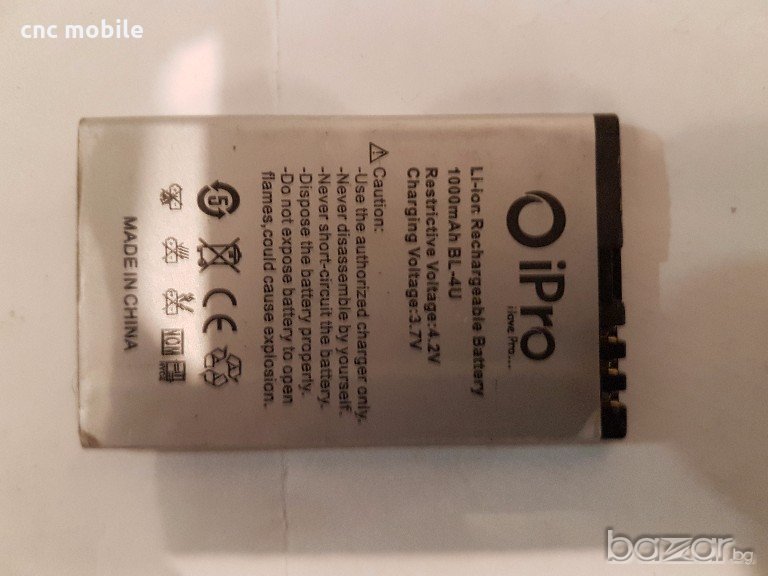 cnc mobile
iPro
i love Pro....
Li-ion Rechargeable Battery
1000mAh BL-4U
Restrictive Voltage:4.2V
Charging Voltage:3.7V
Caution:
-Use the authorized charger only.
-Never disassemble by yourself.
-Never short-circuit the battery.
-Dispose the battery properly.
-Do not expose battery to open
flames,could cause explosion.
5
CE
MADE IN CHINA
bazar.bg